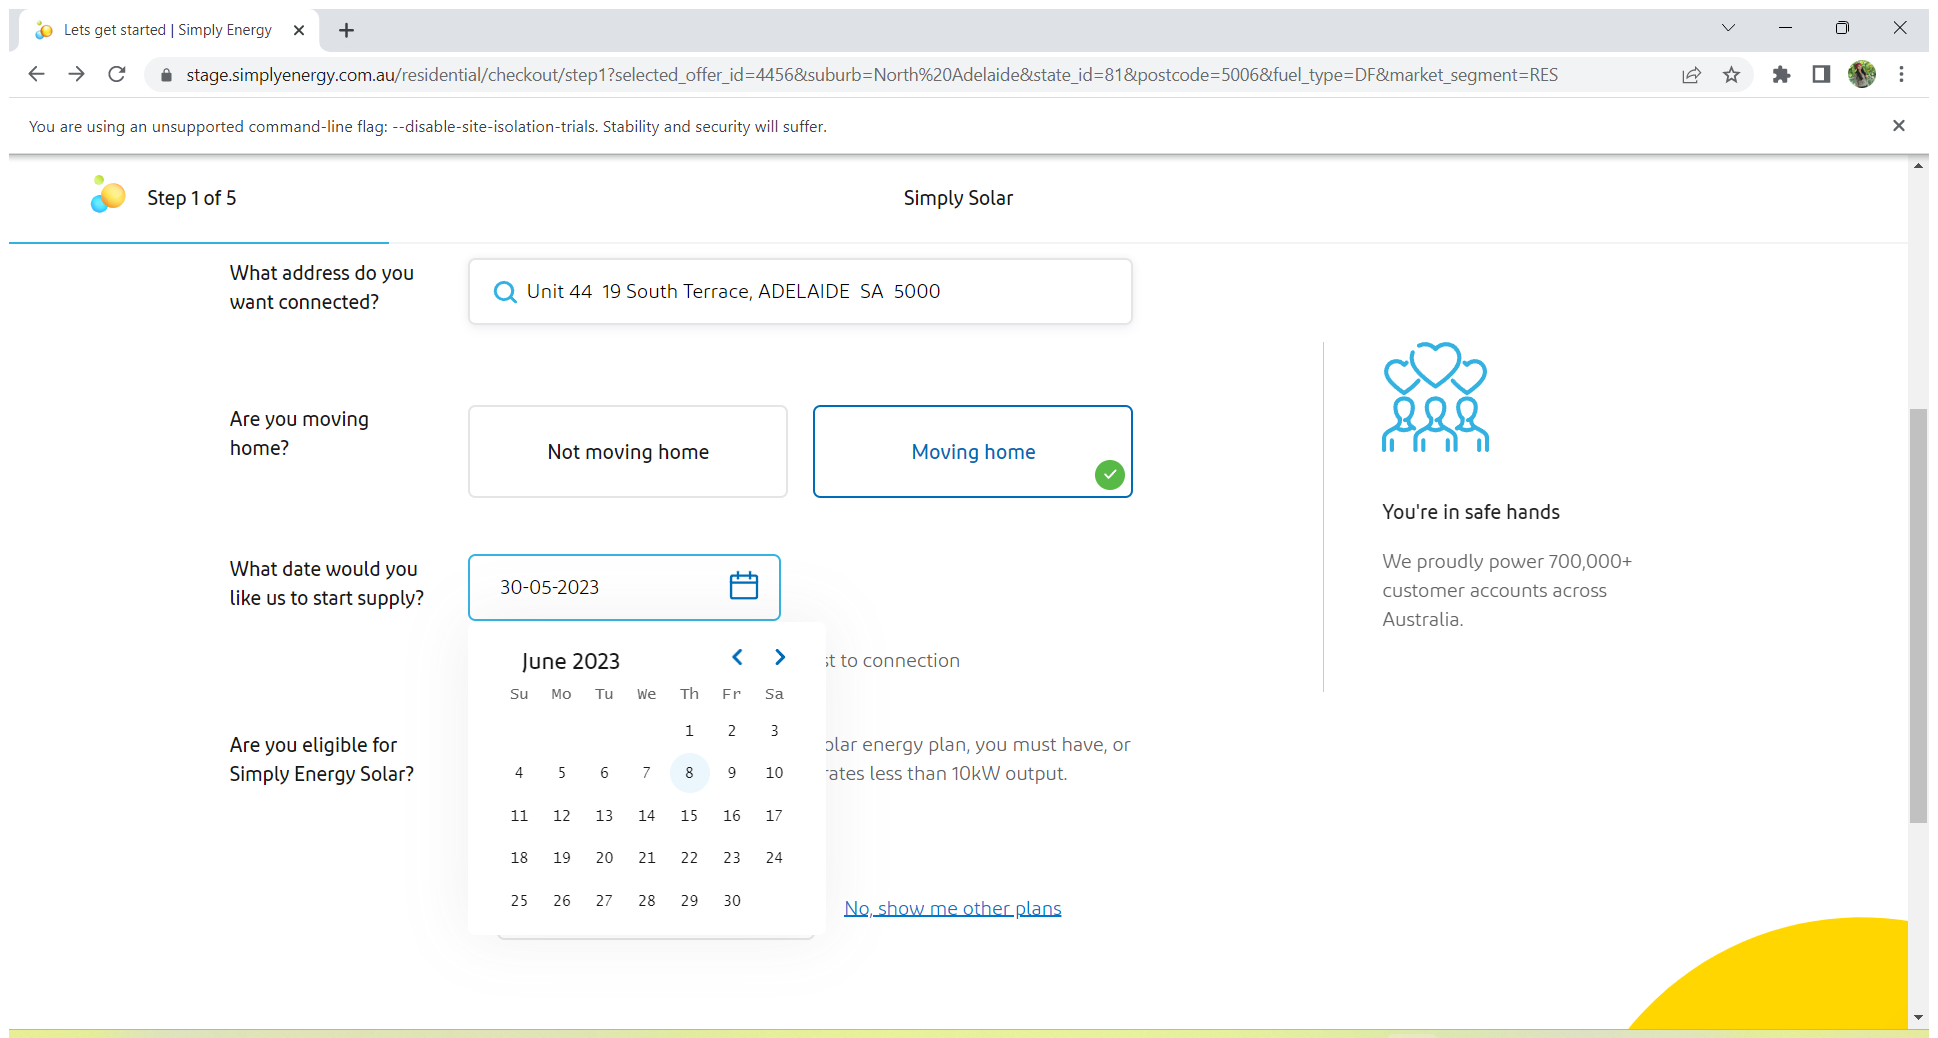 Lets get started | Simply Energy
stage.simplyenergy.com.au/residential/checkout/step1?selected_offer_id=4456&suburb=North%20Adelaide&state_id=81&postcode=5006&fuel_type=DF&market_segment=RES
You are using an unsupported command-line flag: --disable-site-isolation-trials. Stability and security will suffer.
Step 1 of 5
Simply Solar
What address do you
want connected?
Unit 44  19 South Terrace, ADELAIDE  SA  5000
Are you moving
home?
Not moving home
Moving home
You're in safe hands
We proudly power 700,000+
customer accounts across
Australia.
What date would you
like us to start supply?
30-05-2023
June 2023
Su Mo Tu We Th Fr Sa
1 2 3
4 5 6 7 8 9 10
11 12 13 14 15 16 17
18 19 20 21 22 23 24
25 26 27 28 29 30
st to connection
Are you eligible for
Simply Energy Solar?
olar energy plan, you must have, or
rates less than 10kW output.
No, show me other plans